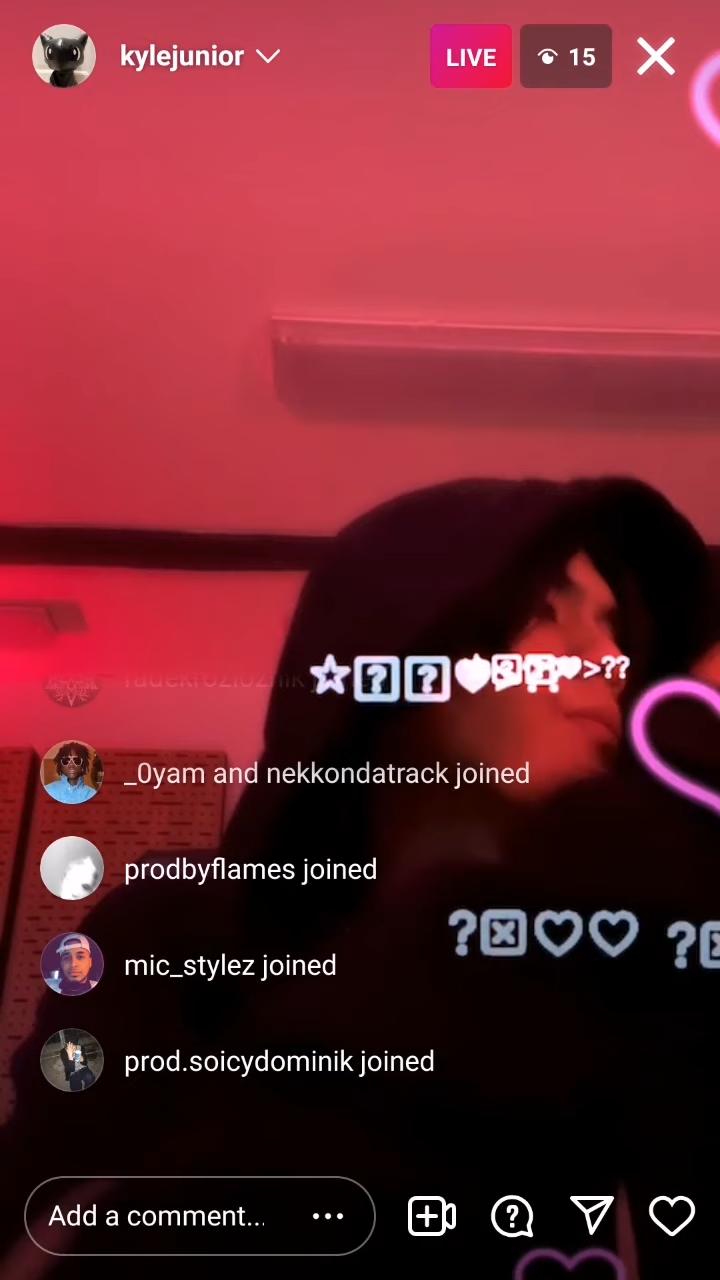 kylejunior
LIVE
15
☆??
>??
_0yam and nekkondatrack joined
prodbyflames joined
?☒♡♡
mic_stylez joined
prod.soicydominik joined
Add a comment...